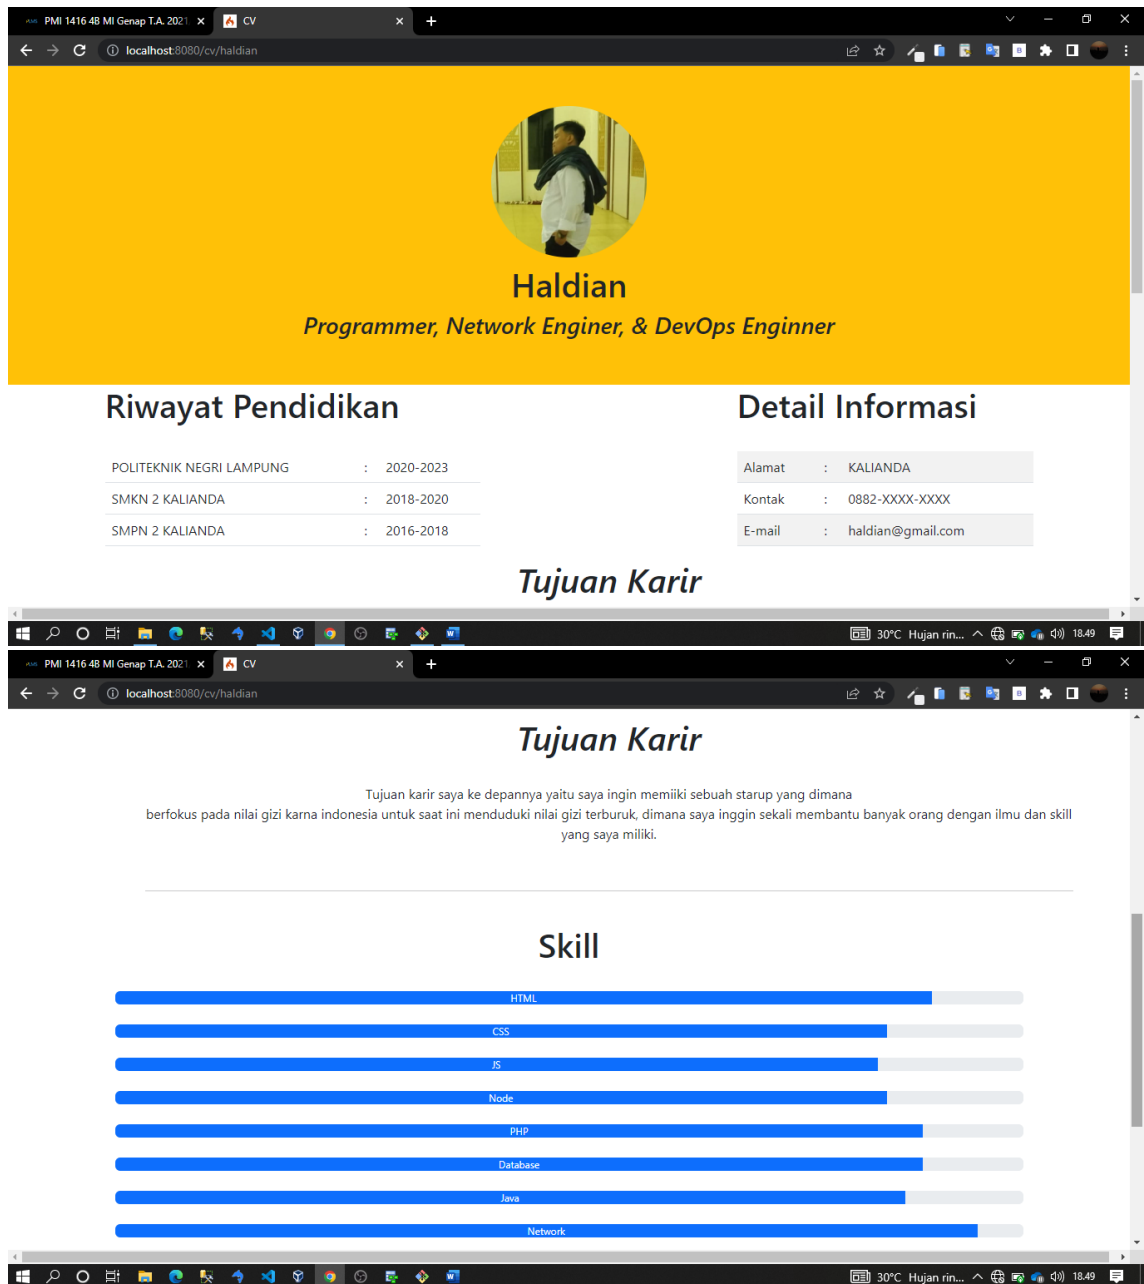 PMI 1416 4B MI Genap T.A. 2021
CV
localhost:8080/cv/haldian
Haldian
Programmer, Network Enginer, & DevOps Enginner
Riwayat Pendidikan
POLITEKNIK NEGRI LAMPUNG : 2020-2023
SMKN 2 KALIANDA : 2018-2020
SMPN 2 KALIANDA : 2016-2018
Detail Informasi
Alamat : KALIANDA
Kontak : 0882-XXXX-XXXX
E-mail : haldian@gmail.com
Tujuan Karir
30°C Hujan rin... 18.49
PMI 1416 4B MI Genap T.A. 2021
CV
localhost:8080/cv/haldian
Tujuan Karir
Tujuan karir saya ke depannya yaitu saya ingin memiiki sebuah starup yang dimana
berfokus pada nilai gizi karna indonesia untuk saat ini menduduki nilai gizi terburuk, dimana saya inggin sekali membantu banyak orang dengan ilmu dan skill
yang saya miliki.
Skill
HTML
CSS
JS
Node
PHP
Database
Java
Network
30°C Hujan rin... 18.49